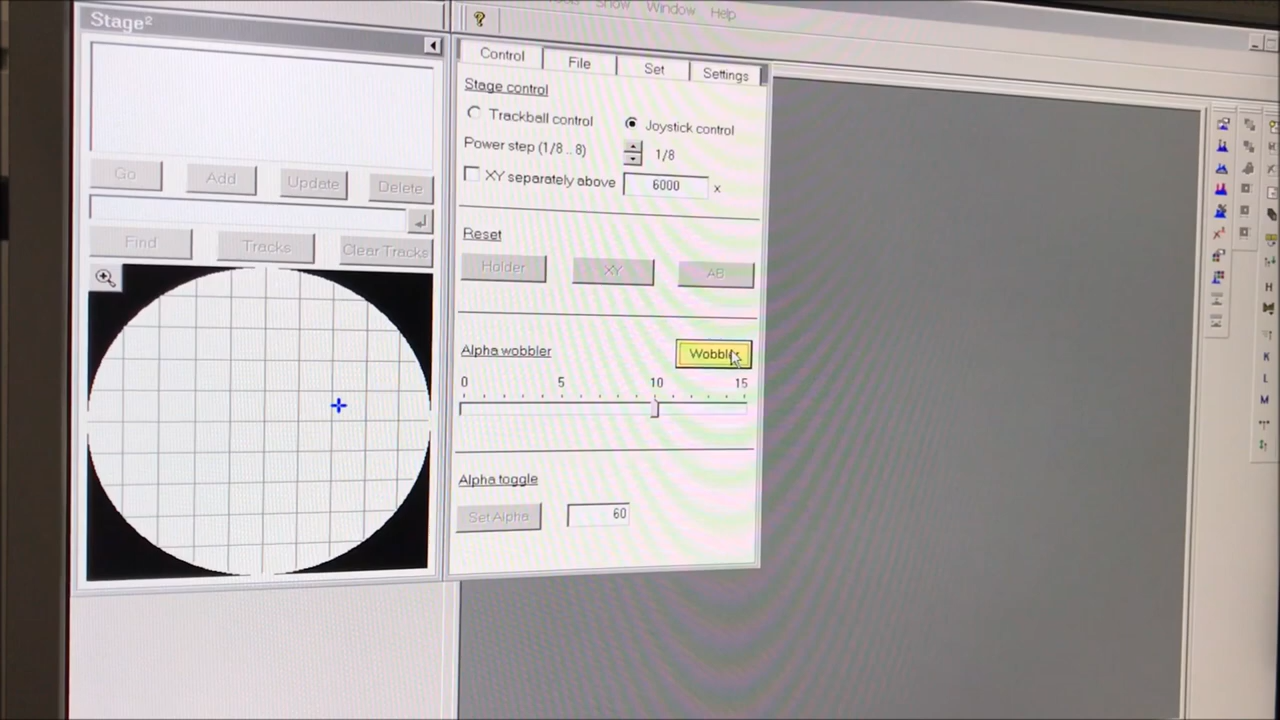 Show Window Help
Stage²
?
Control File Set Settings
Stage control
Trackball control Joystick control
Power step (1/8 .. 8) 1/8
XY separately above 6000 x
Go Add Update Delete
Find Tracks Clear Tracks
Reset
Holder XY AB
Alpha wobbler Wobbler
0 5 10 15
Alpha toggle
Set Alpha 60
H
K
L
M